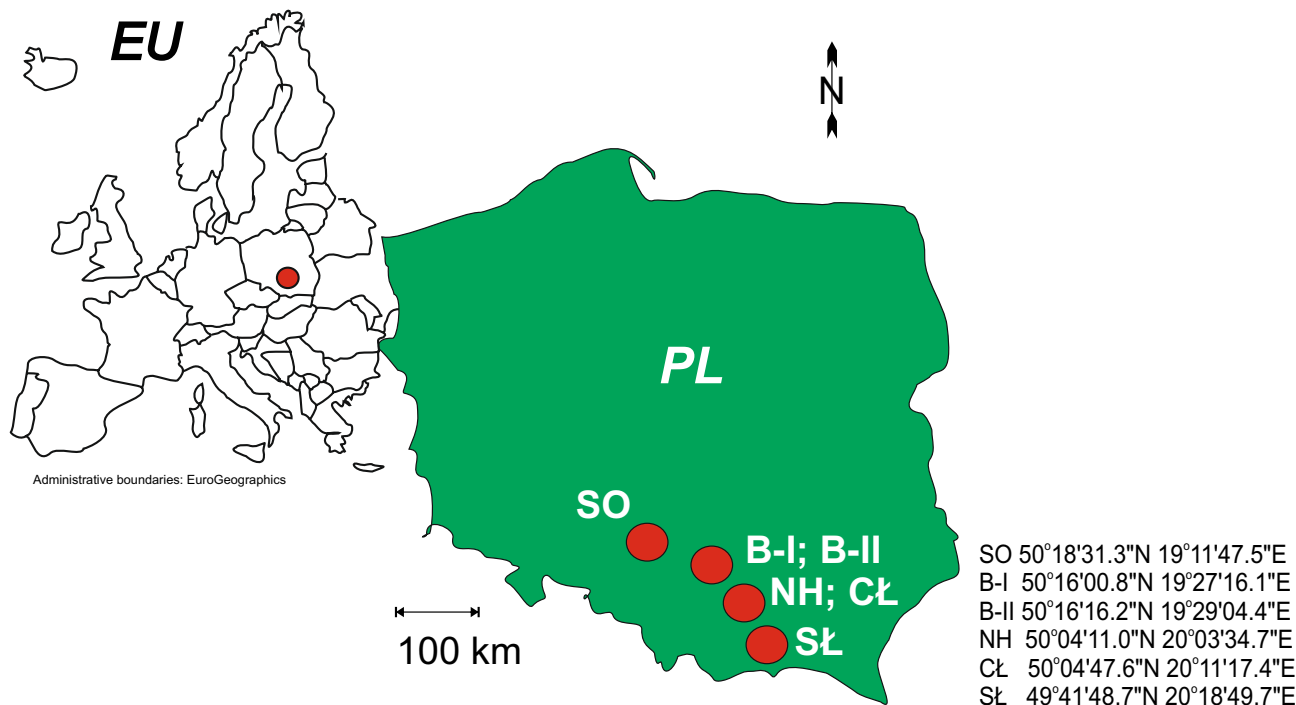 EU
N
PL
Administrative boundaries: EuroGeographics
SO
B-I; B-II
NH; CŁ
SŁ
100 km
SO 50°18'31.3"N 19°11'47.5"E
B-I 50°16'00.8"N 19°27'16.1"E
B-II 50°16'16.2"N 19°29'04.4"E
NH 50°04'11.0"N 20°03'34.7"E
CŁ 50°04'47.6"N 20°11'17.4"E
SŁ 49°41'48.7"N 20°18'49.7"E